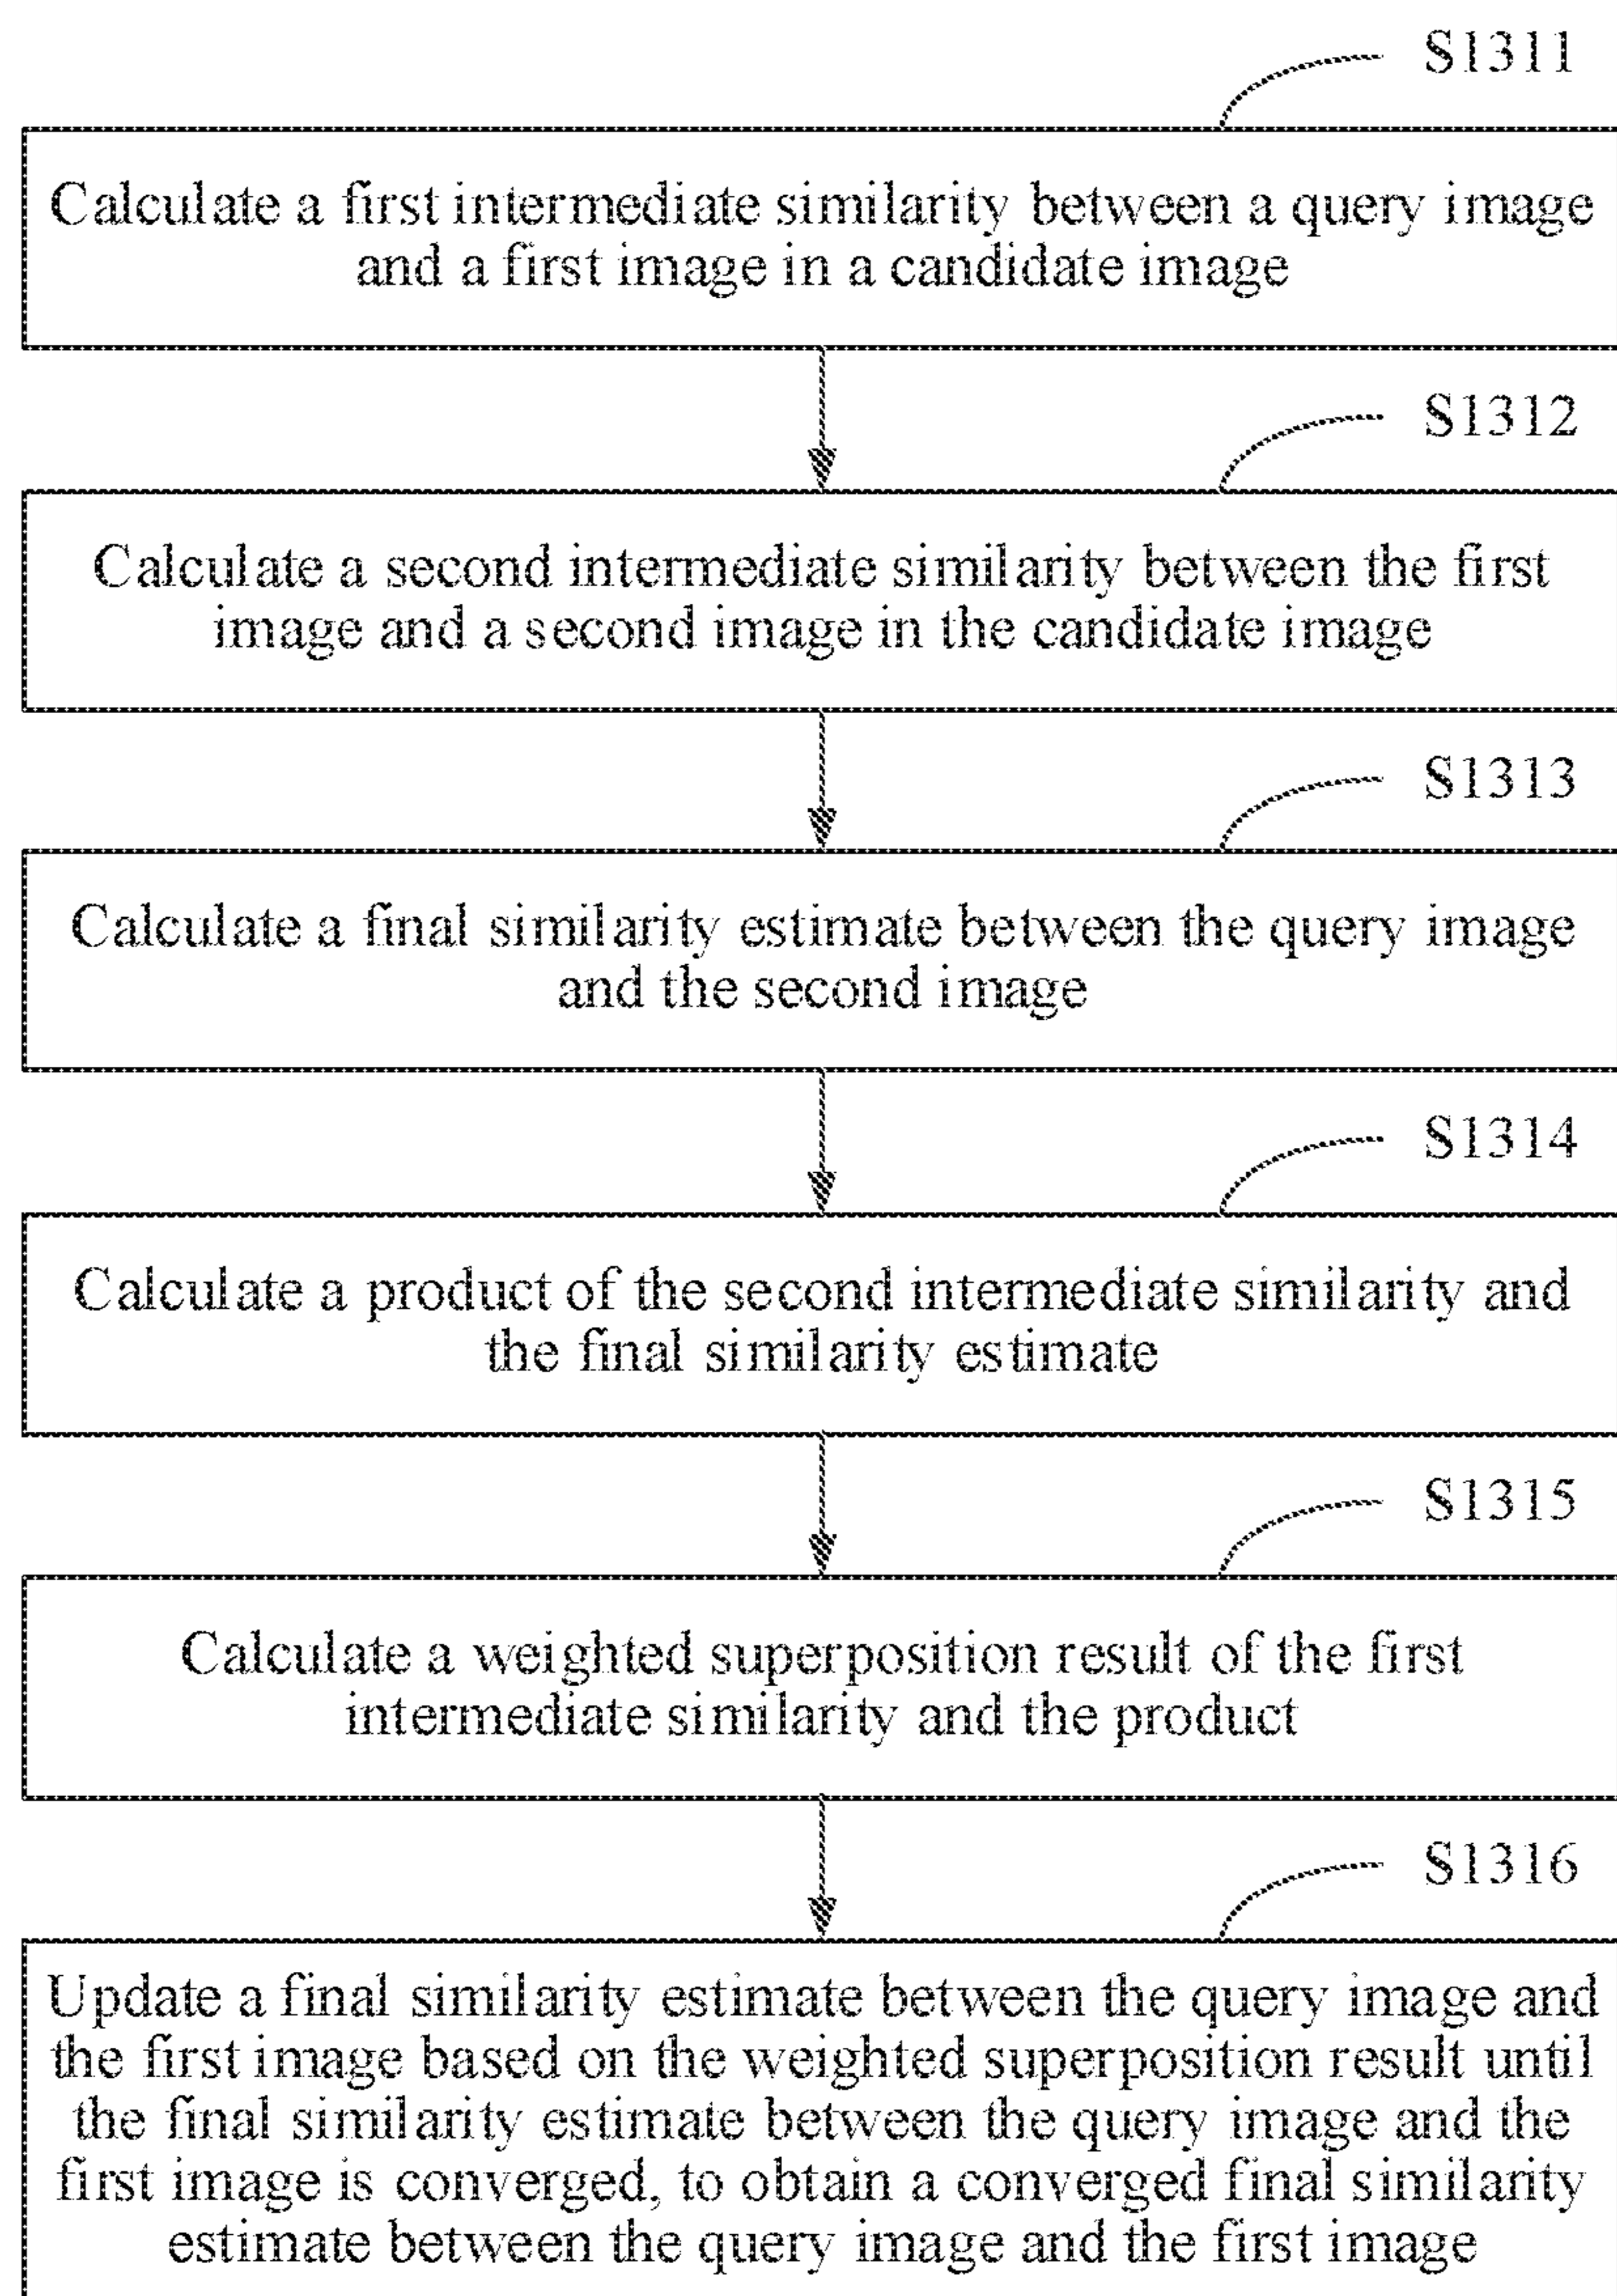 S1311
Calculate a first intermediate similarity between a query image
and a first image in a candidate image
S1312
Calculate a second intermediate similarity between the first
image and a second image in the candidate image
S1313
Calculate a final similarity estimate between the query image
and the second image
S1314
Calculate a product of the second intermediate similarity and
the final similarity estimate
S1315
Calculate a weighted superposition result of the first
intermediate similarity and the product
S1316
Update a final similarity estimate between the query image and
the first image based on the weighted superposition result until
the final similarity estimate between the query image and the
first image is converged, to obtain a converged final similarity
estimate between the query image and the first image